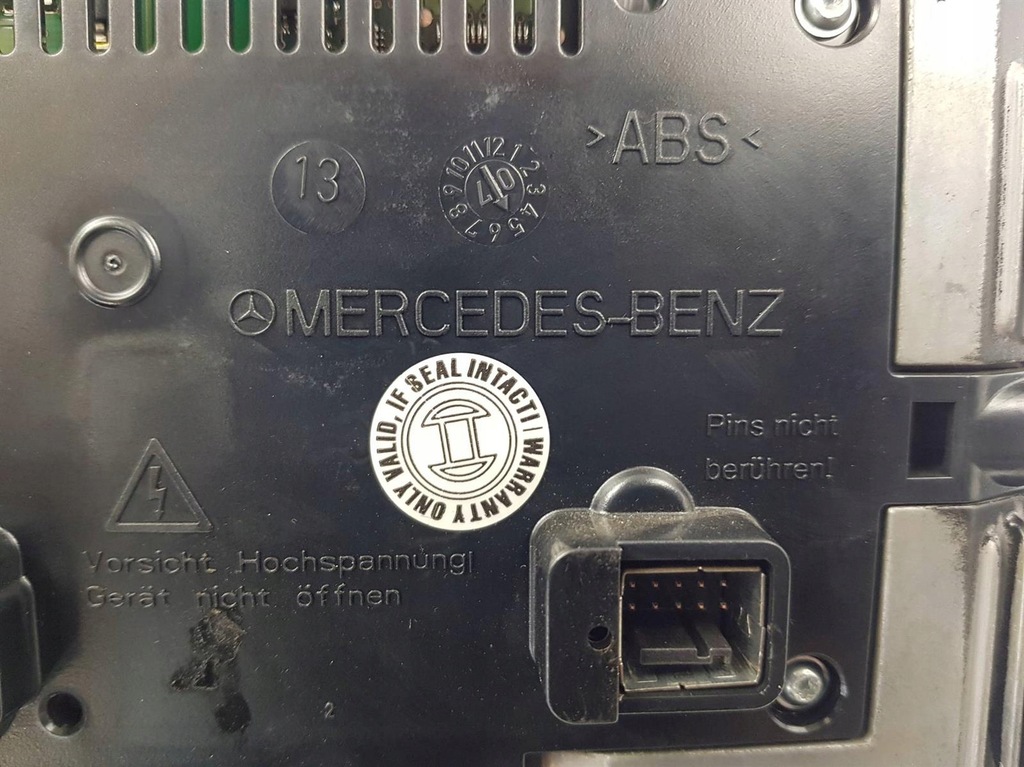 >ABS<
13
1 2 3 4 5 6 7 8 9 10 11 12
MERCEDES-BENZ
WARRANTY ONLY VALID, IF SEAL INTACT!
Pins nicht
berühren!
Vorsicht Hochspannung!
Gerät nicht öffnen
2